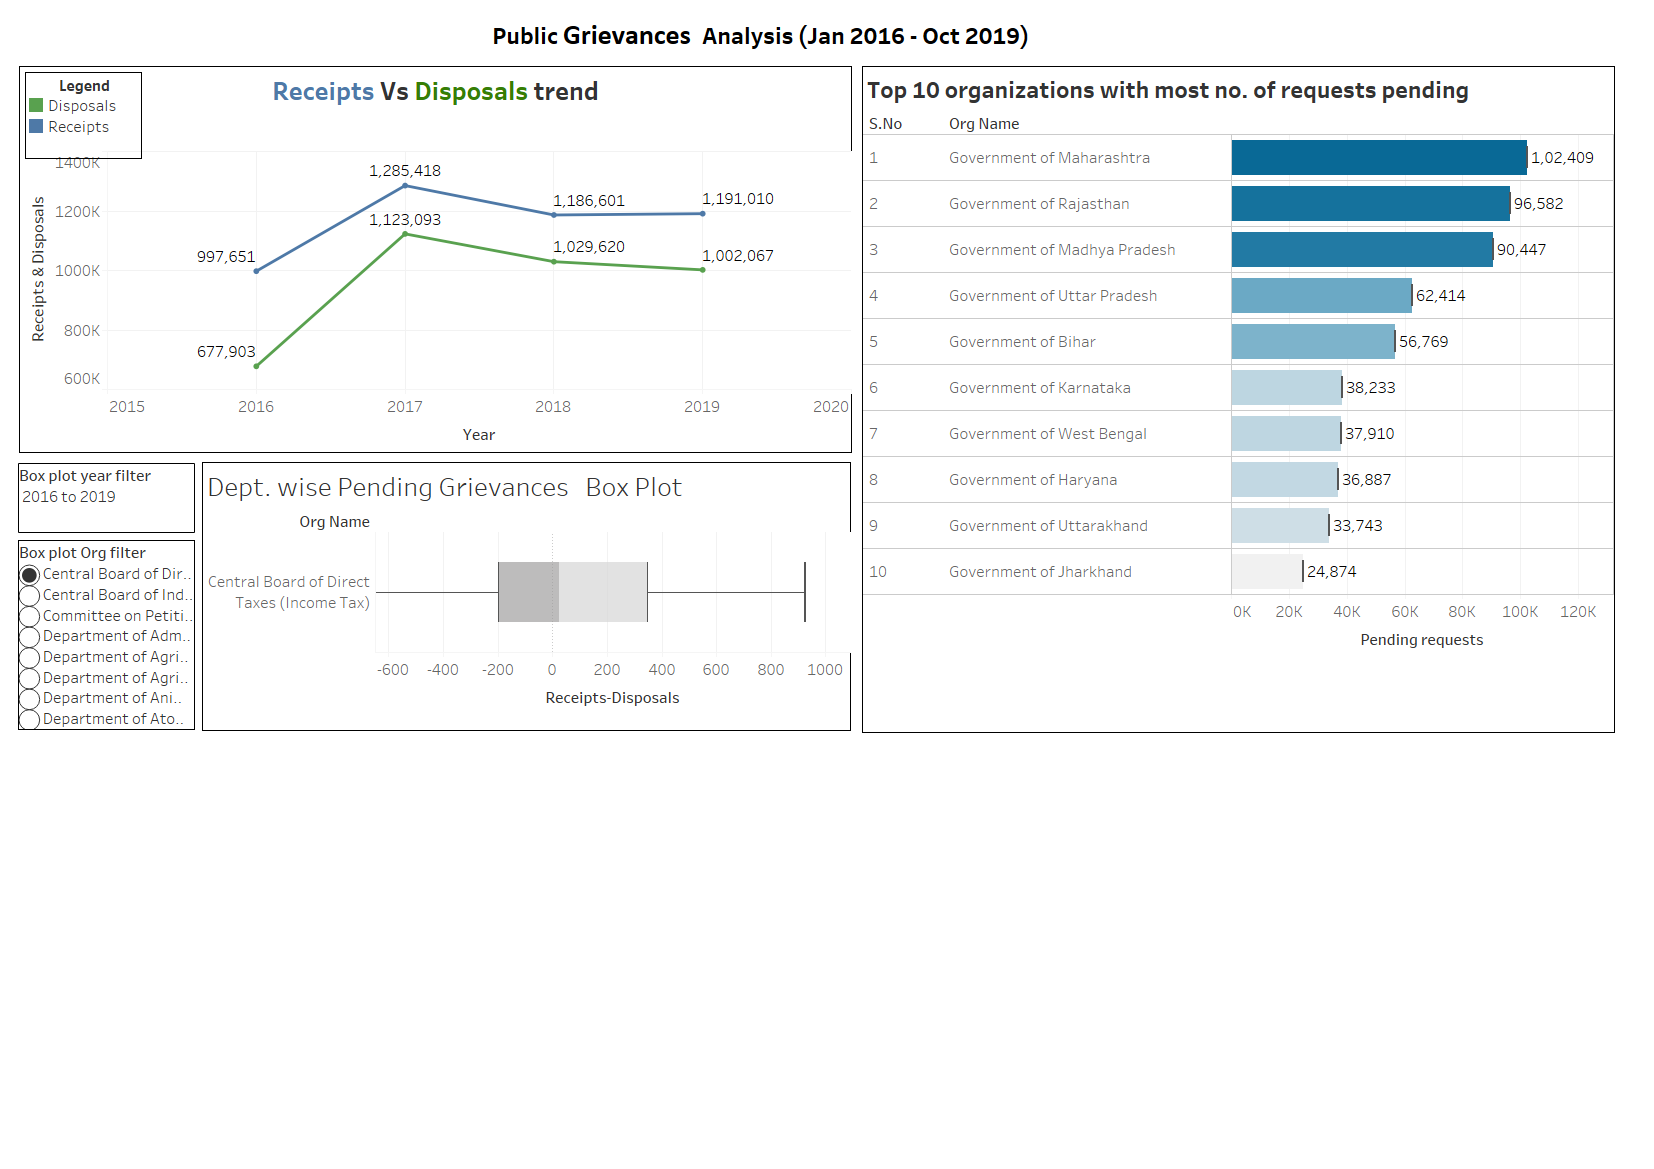 Public Grievances Analysis (Jan 2016 - Oct 2019)
Legend
Disposals
Receipts
Receipts Vs Disposals trend
Receipts & Disposals
1400K
1200K
1000K
800K
600K
997,651
1,285,418
1,186,601
1,191,010
677,903
1,123,093
1,029,620
1,002,067
2015 2016 2017 2018 2019 2020
Year
Box plot year filter
2016 to 2019
Box plot Org filter
Central Board of Dir..
Central Board of Ind..
Committee on Petiti..
Department of Adm..
Department of Agri..
Department of Agri..
Department of Ani..
Department of Ato..
Dept. wise Pending Grievances Box Plot
Org Name
Central Board of Direct
Taxes (Income Tax)
-600 -400 -200 0 200 400 600 800 1000
Receipts-Disposals
Top 10 organizations with most no. of requests pending
S.No Org Name
1 Government of Maharashtra 1,02,409
2 Government of Rajasthan 96,582
3 Government of Madhya Pradesh 90,447
4 Government of Uttar Pradesh 62,414
5 Government of Bihar 56,769
6 Government of Karnataka 38,233
7 Government of West Bengal 37,910
8 Government of Haryana 36,887
9 Government of Uttarakhand 33,743
10 Government of Jharkhand 24,874
0K 20K 40K 60K 80K 100K 120K
Pending requests